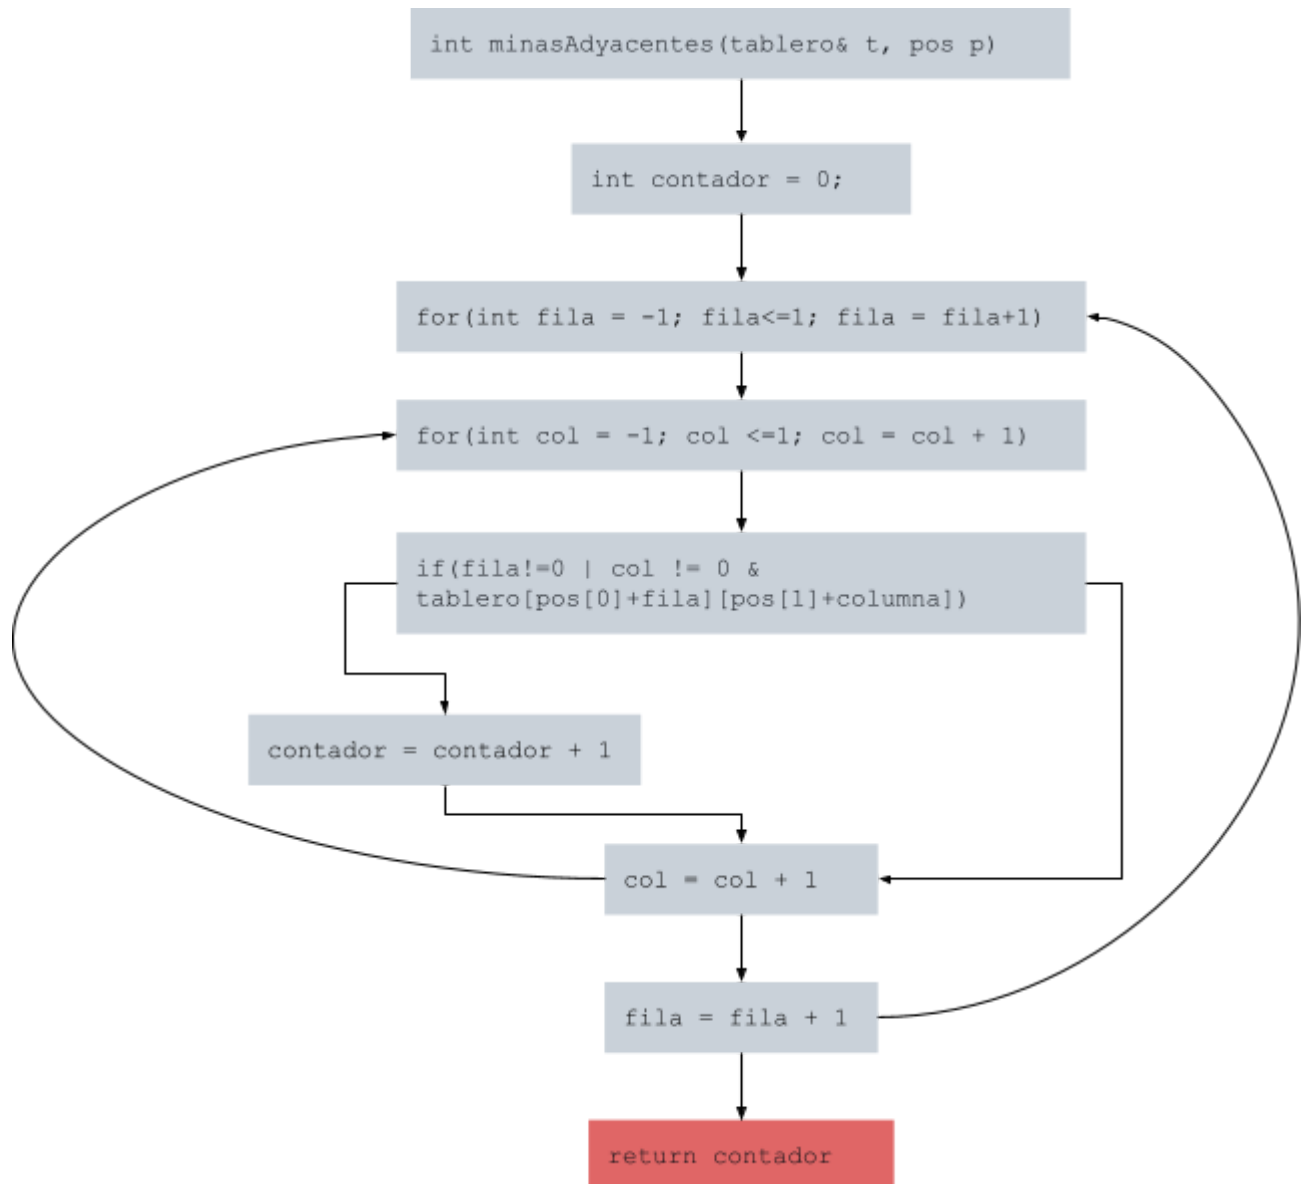 int minasAdyacentes(tablero& t, pos p)
int contador = 0;
for(int fila = -1; fila<=1; fila = fila+1)
for(int col = -1; col <=1; col = col + 1)
if(fila!=0 | col != 0 &
tablero[pos[0]+fila][pos[1]+columna])
contador = contador + 1
col = col + 1
fila = fila + 1
return contador